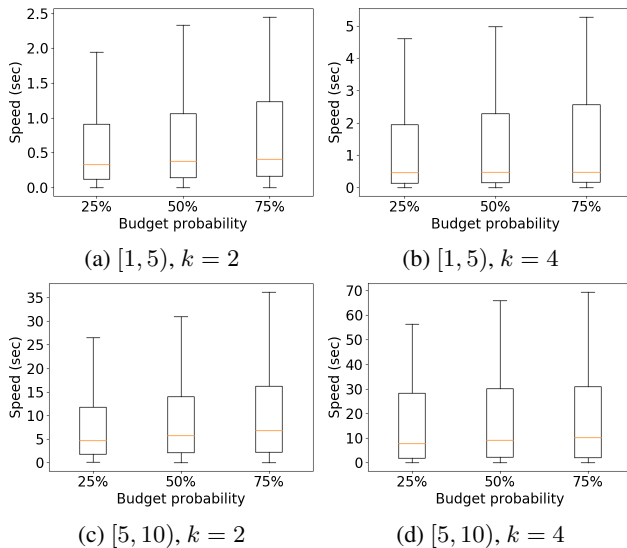 2.5
2.0
1.5
1.0
0.5
0.0
Speed (sec)
25% 50% 75%
Budget probability
(a) [1, 5), k = 2
5
4
3
2
1
0
Speed (sec)
25% 50% 75%
Budget probability
(b) [1, 5), k = 4
35
30
25
20
15
10
5
0
Speed (sec)
25% 50% 75%
Budget probability
(c) [5, 10), k = 2
70
60
50
40
30
20
10
0
Speed (sec)
25% 50% 75%
Budget probability
(d) [5, 10), k = 4